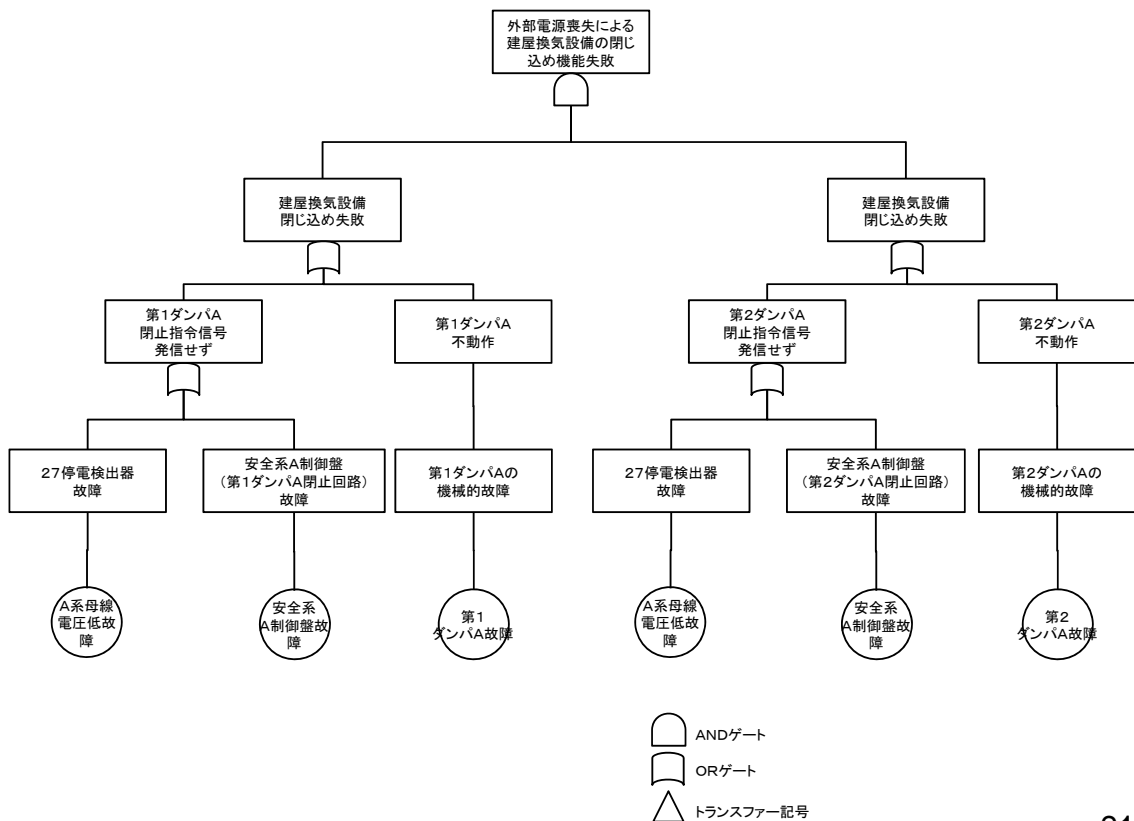 外部電源喪失による
建屋換気設備の閉じ
込め機能失敗
建屋換気設備
閉じ込め失敗
建屋換気設備
閉じ込め失敗
第1ダンパA
閉止指令信号
発信せず
第1ダンパA
不動作
第2ダンパA
閉止指令信号
発信せず
第2ダンパA
不動作
27停電検出器
故障
安全系A制御盤
(第1ダンパA閉止回路)
故障
第1ダンパAの
機械的故障
27停電検出器
故障
安全系A制御盤
(第2ダンパA閉止回路)
故障
第2ダンパAの
機械的故障
A系母線
電圧低故
障
安全系
A制御盤故
障
第1
ダンパA故障
A系母線
電圧低故
障
安全系
A制御盤故
障
第2
ダンパA故障
ANDゲート
ORゲート
トランスファー記号